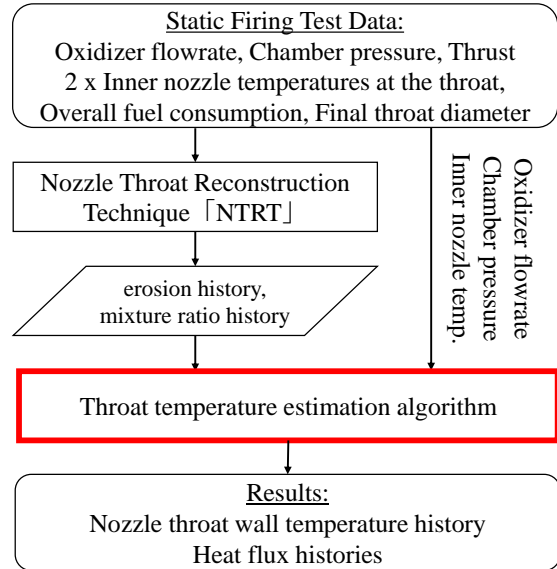 Static Firing Test Data:
Oxidizer flowrate, Chamber pressure, Thrust
2 x Inner nozzle temperatures at the throat,
Overall fuel consumption, Final throat diameter
Nozzle Throat Reconstruction
Technique「NTRT」
erosion history,
mixture ratio history
Oxidizer flowrate
Chamber pressure
Inner nozzle temp.
Throat temperature estimation algorithm
Results:
Nozzle throat wall temperature history
Heat flux histories